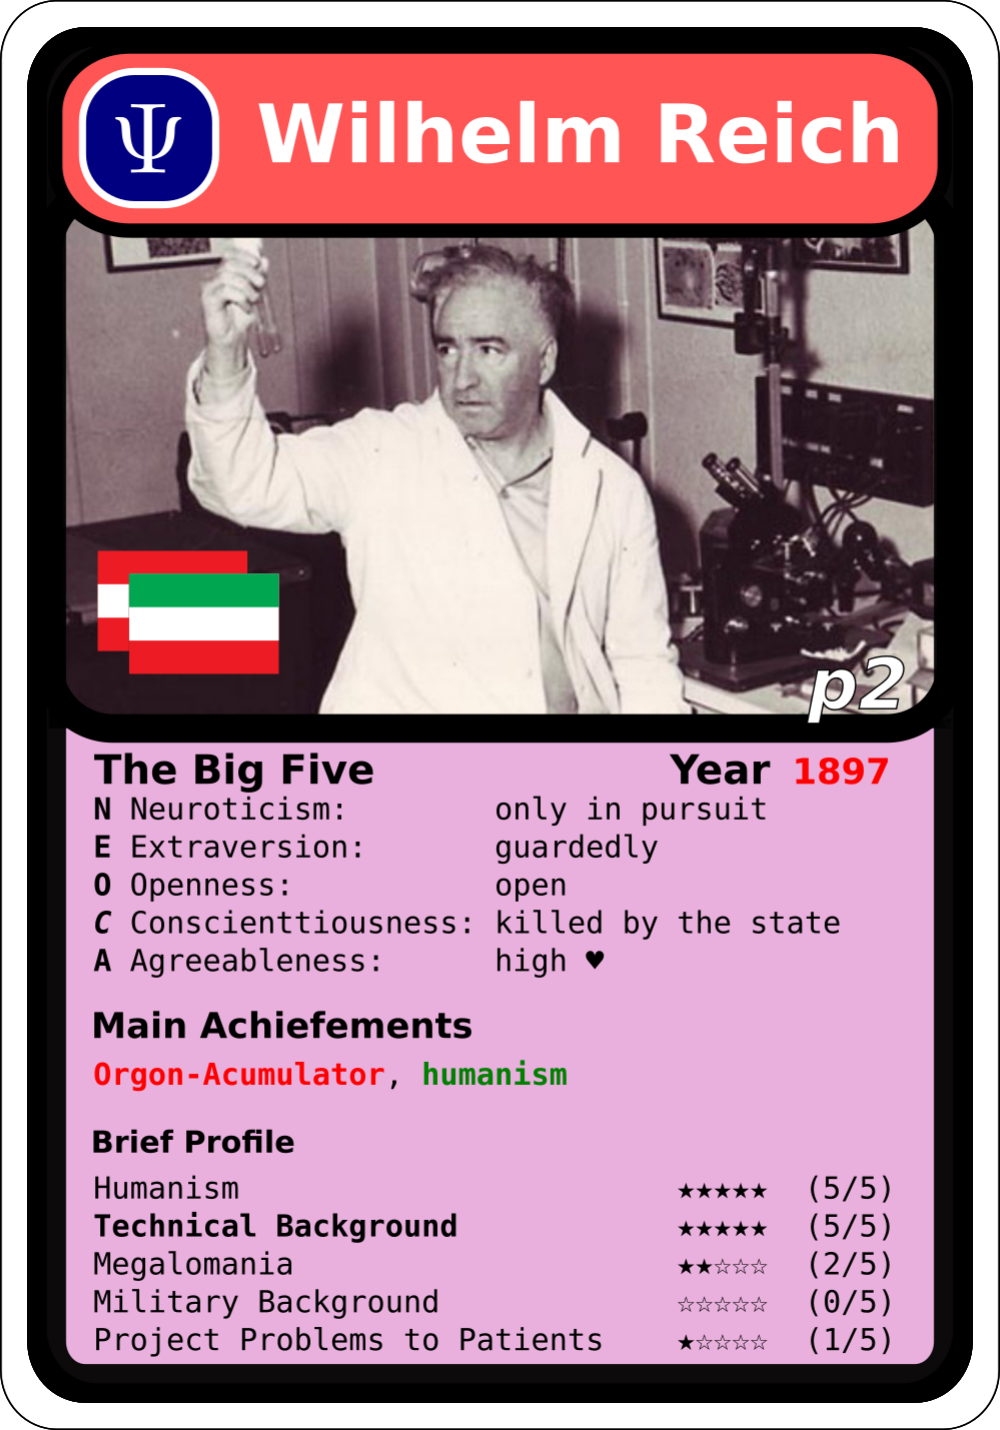 Ψ Wilhelm Reich
p2
The Big Five Year 1897
N Neuroticism: only in pursuit
E Extraversion: guardedly
O Openness: open
C Conscienttiousness: killed by the state
A Agreeableness: high ♥
Main Achiefements
Orgon-Acumulator, humanism
Brief Profile
Humanism ★★★★★ (5/5)
Technical Background ★★★★★ (5/5)
Megalomania ★★☆☆☆ (2/5)
Military Background ☆☆☆☆☆ (0/5)
Project Problems to Patients ★☆☆☆☆ (1/5)